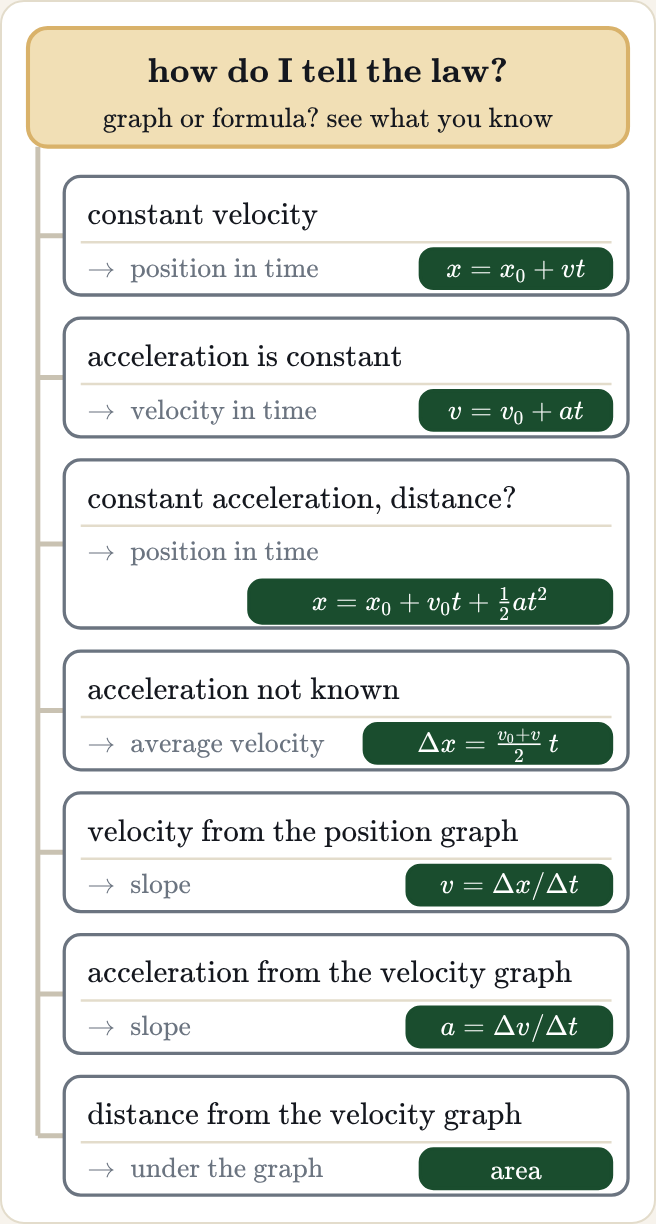 how do I tell the law?
graph or formula? see what you know
constant velocity
→ position in time x = x₀ + vt
acceleration is constant
→ velocity in time v = v₀ + at
constant acceleration, distance?
→ position in time
x = x₀ + v₀t + ½at²
acceleration not known
→ average velocity Δx = (v₀+v)/2 t
velocity from the position graph
→ slope v = Δx/Δt
acceleration from the velocity graph
→ slope a = Δv/Δt
distance from the velocity graph
→ under the graph area